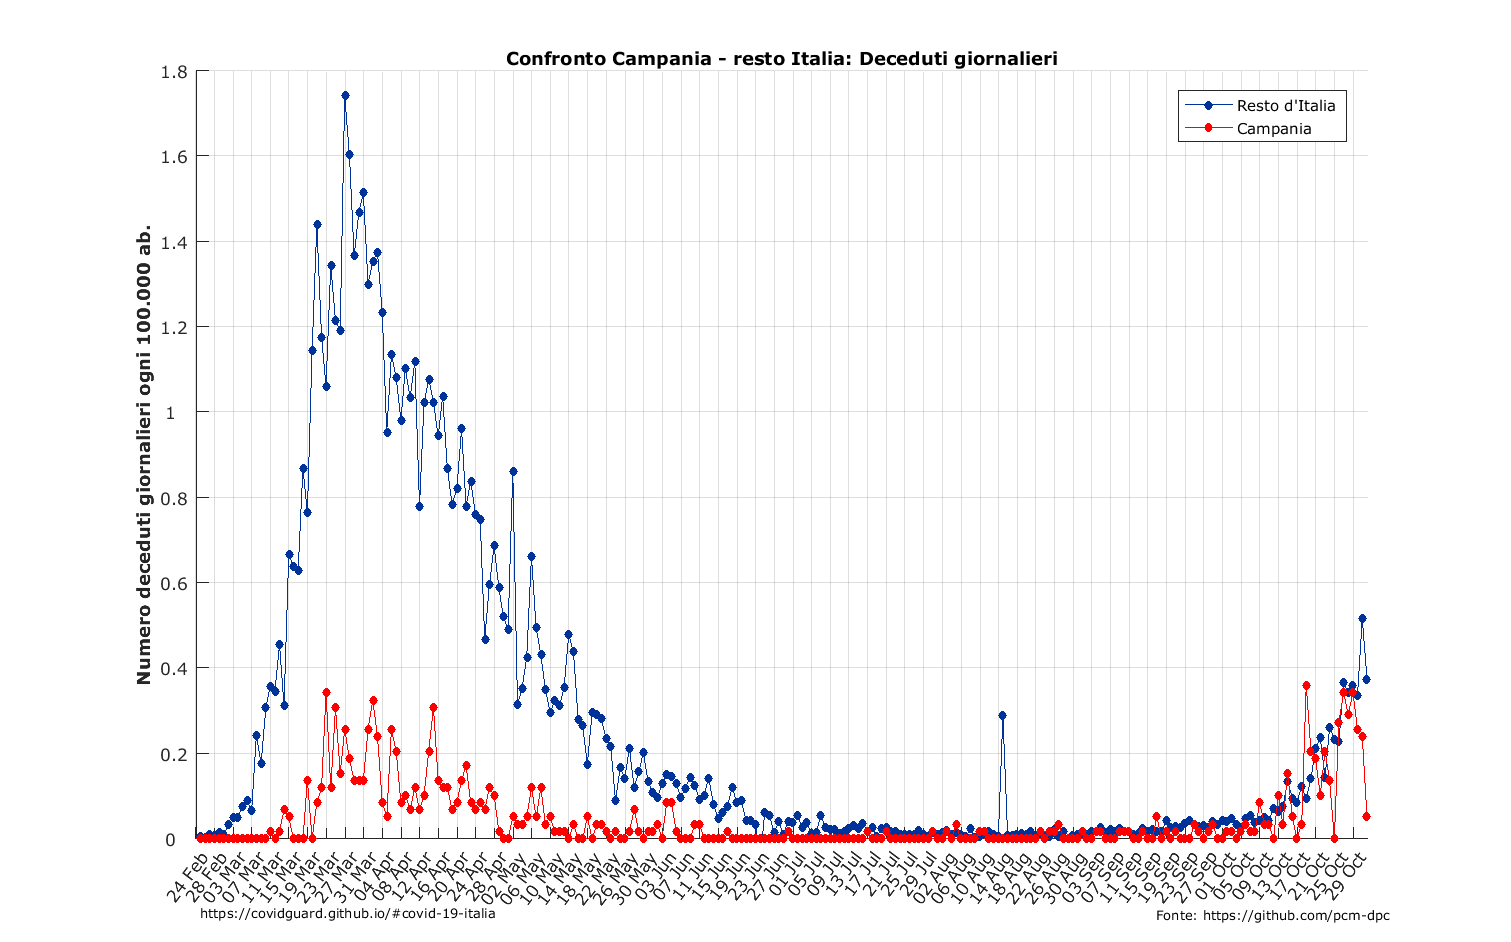 Confronto Campania - resto Italia: Deceduti giornalieri
Resto d'Italia
Campania
Numero deceduti giornalieri ogni 100.000 ab.
1.8
1.6
1.4
1.2
1
0.8
0.6
0.4
0.2
0
24 Feb
28 Feb
03 Mar
07 Mar
11 Mar
15 Mar
19 Mar
23 Mar
27 Mar
31 Mar
04 Apr
08 Apr
12 Apr
16 Apr
20 Apr
24 Apr
28 Apr
02 May
06 May
10 May
14 May
18 May
22 May
26 May
30 May
03 Jun
07 Jun
11 Jun
15 Jun
19 Jun
23 Jun
27 Jun
01 Jul
05 Jul
09 Jul
13 Jul
17 Jul
21 Jul
25 Jul
29 Jul
02 Aug
06 Aug
10 Aug
14 Aug
18 Aug
22 Aug
26 Aug
30 Aug
03 Sep
07 Sep
11 Sep
15 Sep
19 Sep
23 Sep
27 Sep
01 Oct
05 Oct
09 Oct
13 Oct
17 Oct
21 Oct
25 Oct
29 Oct
https://covidguard.github.io/#covid-19-italia
Fonte: https://github.com/pcm-dpc